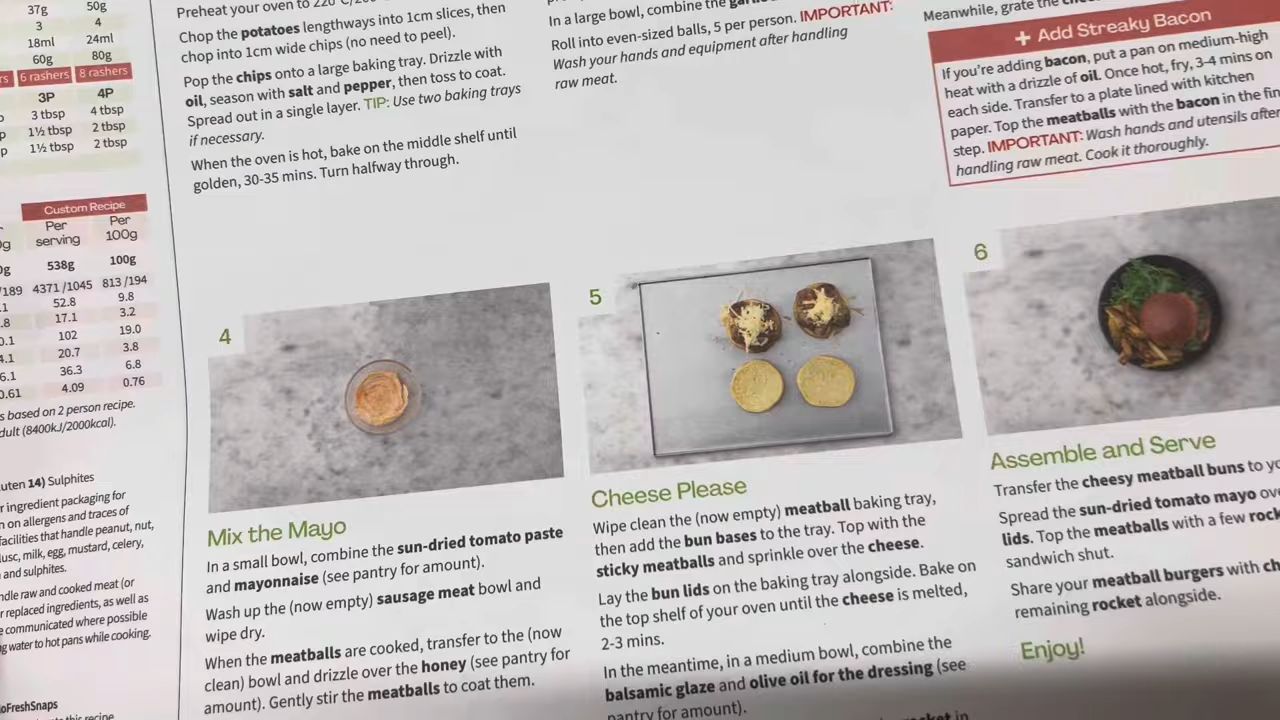 37g 50g
3 4
18ml 24ml
60g 80g
6 rashers 8 rashers
3P 4P
3 tbsp 4 tbsp
1½ tbsp 2 tbsp
1½ tbsp 2 tbsp
Custom Recipe
Per Per
serving 100g
538g 100g
/189 4371 /1045 813 /194
52.8 9.8
17.1 3.2
102 19.0
20.7 3.8
36.3 6.8
4.09 0.76
s based on 2 person recipe.
dult (8400kJ/2000kcal).
uten 14) Sulphites
r ingredient packaging for
n on allergens and traces of
facilities that handle peanut, nut,
lusc, milk, egg, mustard, celery,
and sulphites.
ndle raw and cooked meat (or
r replaced ingredients, as well as
e communicated where possible
g water to hot pans while cooking.
loFreshSnaps
Preheat your oven to
Chop the potatoes lengthways into 1cm slices, then
chop into 1cm wide chips (no need to peel).
Pop the chips onto a large baking tray. Drizzle with
oil, season with salt and pepper, then toss to coat.
Spread out in a single layer. TIP: Use two baking trays
if necessary.
When the oven is hot, bake on the middle shelf until
golden, 30-35 mins. Turn halfway through.
In a large bowl, combine the
Roll into even-sized balls, 5 per person. IMPORTANT:
Wash your hands and equipment after handling
raw meat.
Meanwhile, grate the
+ Add Streaky Bacon
If you're adding bacon, put a pan on medium-high
heat with a drizzle of oil. Once hot, fry, 3-4 mins on
each side. Transfer to a plate lined with kitchen
paper. Top the meatballs with the bacon in the fin
step. IMPORTANT: Wash hands and utensils after
handling raw meat. Cook it thoroughly.
4
Mix the Mayo
In a small bowl, combine the sun-dried tomato paste
and mayonnaise (see pantry for amount).
Wash up the (now empty) sausage meat bowl and
wipe dry.
When the meatballs are cooked, transfer to the (now
clean) bowl and drizzle over the honey (see pantry for
amount). Gently stir the meatballs to coat them.
5
Cheese Please
Wipe clean the (now empty) meatball baking tray,
then add the bun bases to the tray. Top with the
sticky meatballs and sprinkle over the cheese.
Lay the bun lids on the baking tray alongside. Bake on
the top shelf of your oven until the cheese is melted,
2-3 mins.
In the meantime, in a medium bowl, combine the
balsamic glaze and olive oil for the dressing (see
pantry for amount).
6
Assemble and Serve
Transfer the cheesy meatball buns to yo
Spread the sun-dried tomato mayo ove
lids. Top the meatballs with a few rock
sandwich shut.
Share your meatball burgers with ch
remaining rocket alongside.
Enjoy!